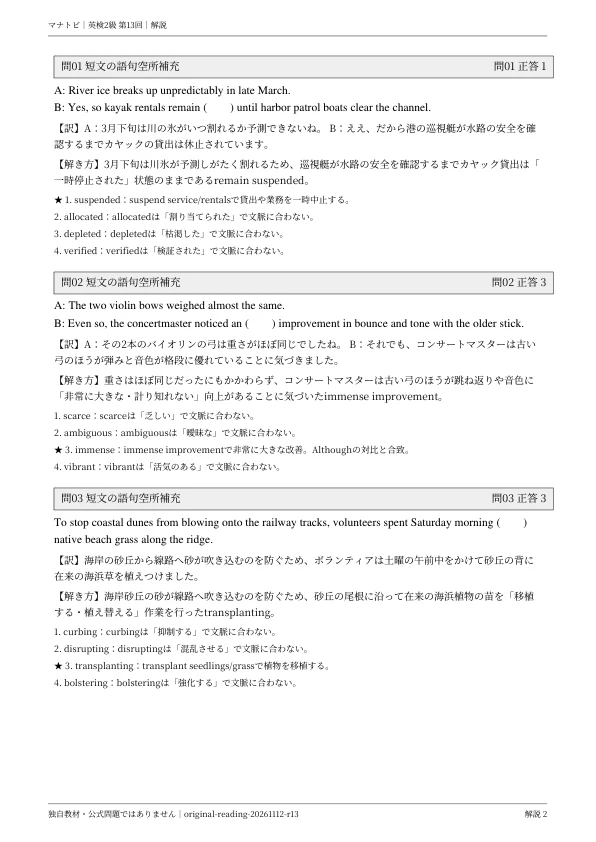 マナトビ｜英検2級 第13回｜解説
問01 短文の語句空所補充　問01 正答 1
A: River ice breaks up unpredictably in late March.
B: Yes, so kayak rentals remain (　　) until harbor patrol boats clear the channel.
【訳】A：3月下旬は川の氷がいつ割れるか予測できないね。 B：ええ、だから港の巡視艇が水路の安全を確
認するまでカヤックの貸出は休止されています。
【解き方】3月下旬は川氷が予測しがたく割れるため、巡視艇が水路の安全を確認するまでカヤック貸出は「
一時停止された」状態のままであるremain suspended。
★ 1. suspended：suspend service/rentalsで貸出や業務を一時中止する。
2. allocated：allocatedは「割り当てられた」で文脈に合わない。
3. depleted：depletedは「枯渇した」で文脈に合わない。
4. verified：verifiedは「検証された」で文脈に合わない。
問02 短文の語句空所補充　問02 正答 3
A: The two violin bows weighed almost the same.
B: Even so, the concertmaster noticed an (　　) improvement in bounce and tone with the older stick.
【訳】A：その2本のバイオリンの弓は重さがほぼ同じでしたね。 B：それでも、コンサートマスターは古い
弓のほうが弾みと音色が格段に優れていることに気づきました。
【解き方】重さはほぼ同じだったにもかかわらず、コンサートマスターは古い弓のほうが跳ね返りや音色に
「非常に大きな・計り知れない」向上があることに気づいたimmense improvement。
1. scarce：scarceは「乏しい」で文脈に合わない。
2. ambiguous：ambiguousは「曖昧な」で文脈に合わない。
★ 3. immense：immense improvementで非常に大きな改善。Althoughの対比と合致。
4. vibrant：vibrantは「活気のある」で文脈に合わない。
問03 短文の語句空所補充　問03 正答 3
To stop coastal dunes from blowing onto the railway tracks, volunteers spent Saturday morning (　　)
native beach grass along the ridge.
【訳】海岸の砂丘から線路へ砂が吹き込むのを防ぐため、ボランティアは土曜の午前中をかけて砂丘の背に
在来の海浜草を植えつけました。
【解き方】海岸砂丘の砂が線路へ吹き込むのを防ぐため、砂丘の尾根に沿って在来の海浜植物の苗を「移植
する・植え替える」作業を行ったtransplanting。
1. curbing：curbingは「抑制する」で文脈に合わない。
2. disrupting：disruptingは「混乱させる」で文脈に合わない。
★ 3. transplanting：transplant seedlings/grassで植物を移植する。
4. bolstering：bolsteringは「強化する」で文脈に合わない。
独自教材・公式問題ではありません｜original-reading-20261112-r13　解説 2